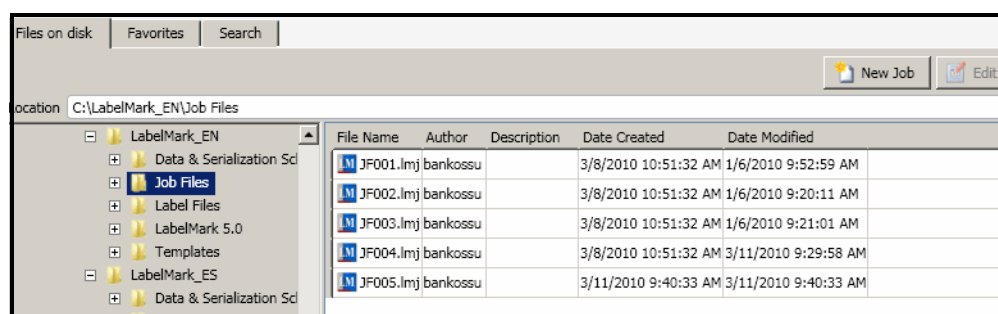 Files on disk Favorites Search
New Job Edit
Location C:\LabelMark_EN\Job Files
LabelMark_EN
Data & Serialization Scl
Job Files
Label Files
LabelMark 5.0
Templates
LabelMark_ES
Data & Serialization Scl
File Name Author Description Date Created Date Modified
JF001.lmj bankossu 3/8/2010 10:51:32 AM 1/6/2010 9:52:59 AM
JF002.lmj bankossu 3/8/2010 10:51:32 AM 1/6/2010 9:20:11 AM
JF003.lmj bankossu 3/8/2010 10:51:32 AM 1/6/2010 9:21:01 AM
JF004.lmj bankossu 3/8/2010 10:51:32 AM 3/11/2010 9:29:58 AM
JF005.lmj bankossu 3/11/2010 9:40:33 AM 3/11/2010 9:40:33 AM